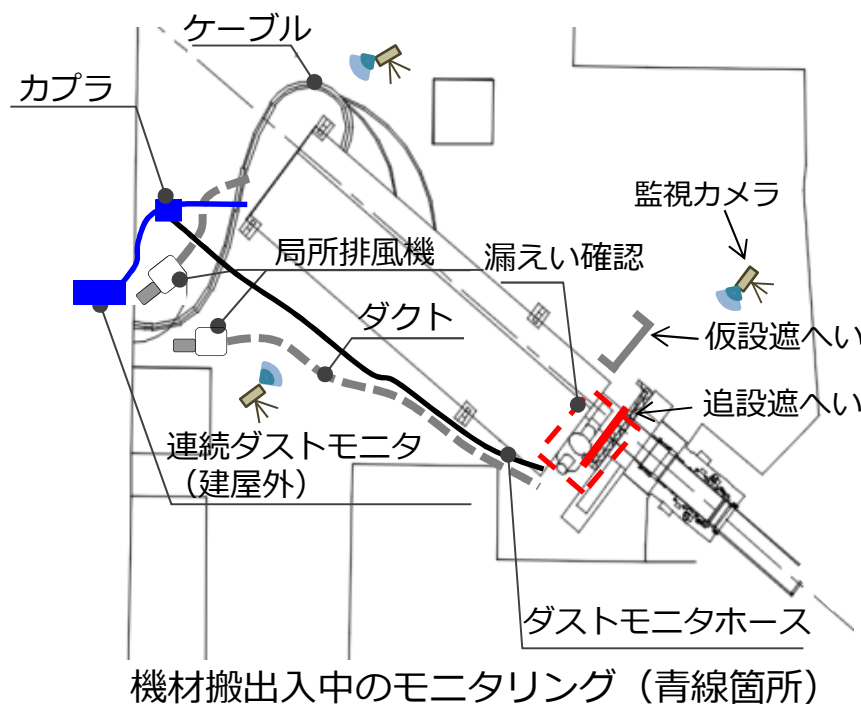 ケーブル
カプラ
監視カメラ
局所排風機
漏えい確認
ダクト
仮設遮へい
追設遮へい
連続ダストモニタ
(建屋外)
ダストモニタホース
機材搬出入中のモニタリング(青線箇所)